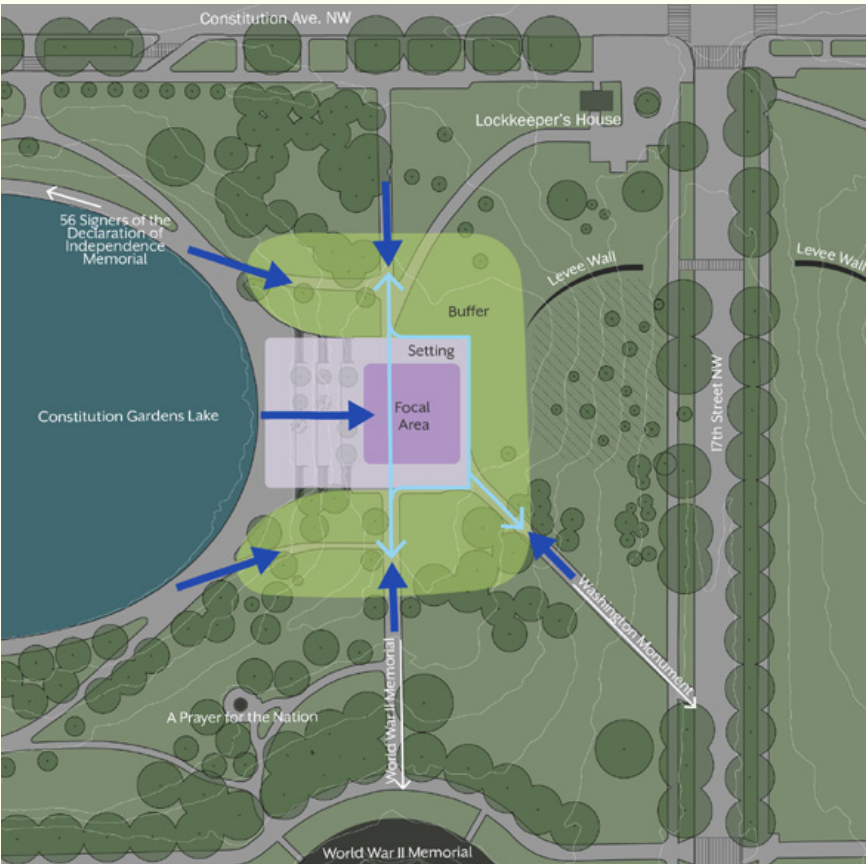 Constitution Ave. NW
Lockkeeper's House
56 Signers of the
Declaration of
Independence
Memorial
Levee Wall
Levee Wall
Buffer
Setting
Focal
Area
Constitution Gardens Lake
17th Street NW
Washington Monument
World War II Memorial
A Prayer for the Nation
World War II Memorial